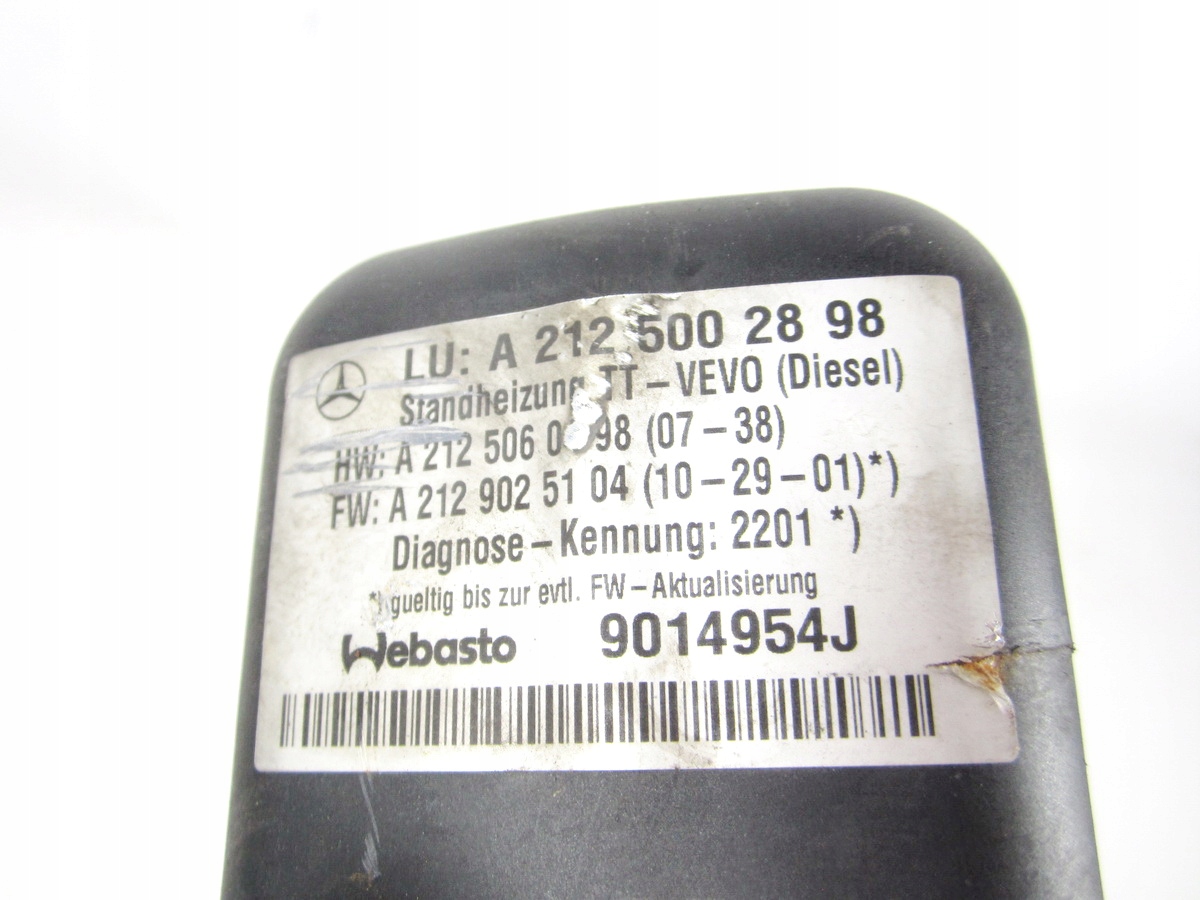 LU: A 212 500 28 98
Standheizung TT-VEVO (Diesel)
HW: A 212 506 98 (07-38)
FW: A 212 902 51 04 (10-29-01)*)
Diagnose-Kennung: 2201 *)
*) gueltig bis zur evtl. FW-Aktualisierung
Webasto 9014954J